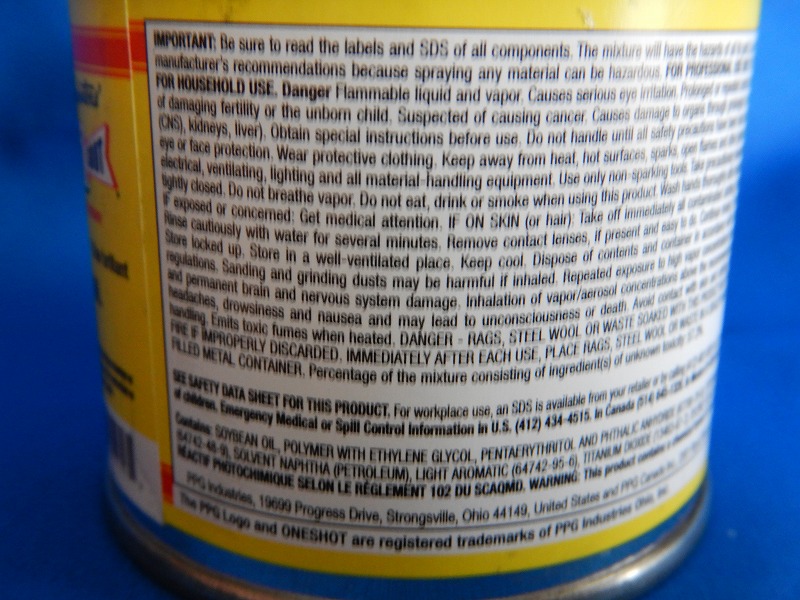 IMPORTANT: Be sure to read the labels and SDS of all components. The mixture will have the hazards of
manufacturer's recommendations because spraying any material can be hazardous. FOR PROFESSIONAL
FOR HOUSEHOLD USE. Danger Flammable liquid and vapor. Causes serious eye irritation. Prolonged or
of damaging fertility or the unborn child. Suspected of causing cancer. Causes damage to organs through
(CNS), kidneys, liver). Obtain special instructions before use. Do not handle until all safety precautions
eye or face protection. Wear protective clothing. Keep away from heat, hot surfaces, sparks, open flames
electrical, ventilating, lighting and all material-handling equipment. Use only non-sparking tools. Take
tightly closed. Do not breathe vapor. Do not eat, drink or smoke when using this product. Wash hands
IF exposed or concerned: Get medical attention. IF ON SKIN (or hair): Take off immediately all contaminated
Rinse cautiously with water for several minutes. Remove contact lenses, if present and easy to do.
Store locked up. Store in a well-ventilated place. Keep cool. Dispose of contents and container in
regulations. Sanding and grinding dusts may be harmful if inhaled. Repeated exposure to high vapor
and permanent brain and nervous system damage. Inhalation of vapor/aerosol concentrations above
headaches, drowsiness and nausea and may lead to unconsciousness or death. Avoid contact with
handling. Emits toxic fumes when heated. DANGER - RAGS, STEEL WOOL OR WASTE SOAKED WITH THIS
FIRE IF IMPROPERLY DISCARDED. IMMEDIATELY AFTER EACH USE, PLACE RAGS, STEEL WOOL OR WASTE
FILLED METAL CONTAINER. Percentage of the mixture consisting of ingredient(s) of unknown toxicity:
SEE SAFETY DATA SHEET FOR THIS PRODUCT. For workplace use, an SDS is available from your retailer or by calling
of children. Emergency Medical or Spill Control Information in U.S. (412) 434-4515. In Canada (514)
Contains: SOYBEAN OIL, POLYMER WITH ETHYLENE GLYCOL, PENTAERYTHRITOL AND PHTHALIC ANHYDRIDE
(64742-48-9), SOLVENT NAPHTHA (PETROLEUM), LIGHT AROMATIC (64742-95-6), TITANIUM DIOXIDE
RÉACTIF PHOTOCHIMIQUE SELON LE RÈGLEMENT 102 DU SCAQMD. WARNING: This product contains
PPG Industries, 19699 Progress Drive, Strongsville, Ohio 44149, United States and PPG Canada Inc.
The PPG Logo and ONESHOT are registered trademarks of PPG Industries Ohio, Inc.